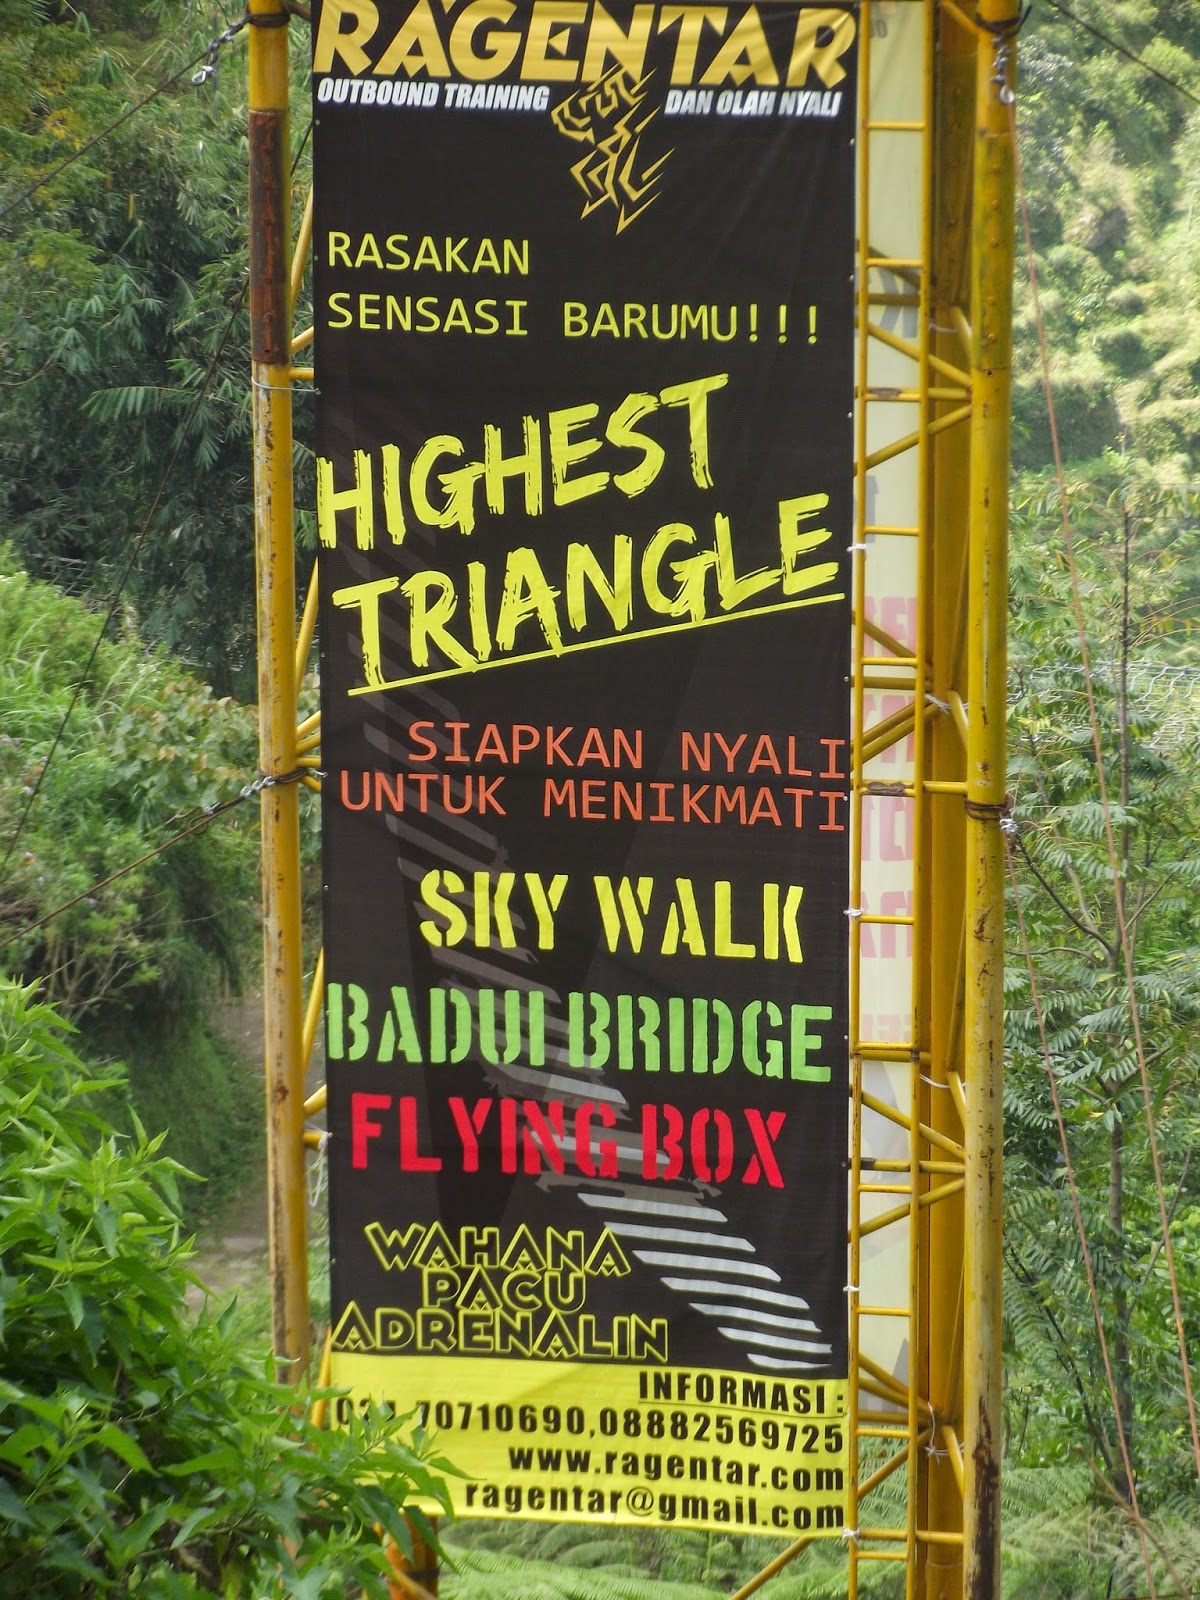 RAGENTAR
OUTBOUND TRAINING DAN OLAH NYALI
RASAKAN
SENSASI BARUMU!!!
HIGHEST
TRIANGLE
SIAPKAN NYALI
UNTUK MENIKMATI
SKY WALK
BADUI BRIDGE
FLYING BOX
WAHANA
PACU
ADRENALIN
INFORMASI :
70710690,08882569725
www.ragentar.com
ragentar@gmail.com